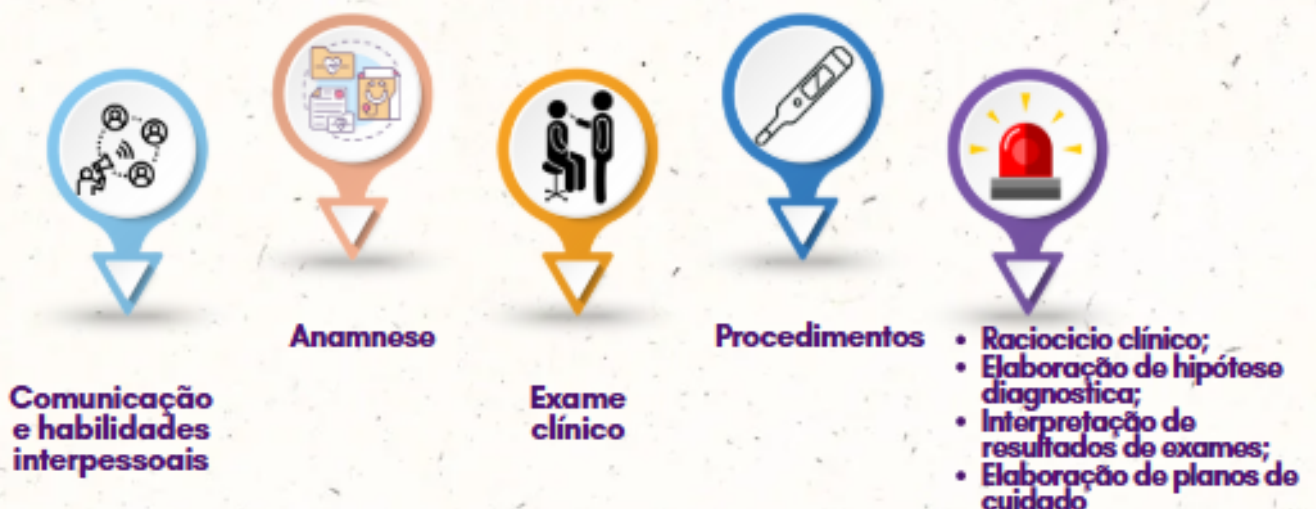 Comunicação
e habilidades
interpessoais
Anamnese
Exame
clínico
Procedimentos
• Raciocicio clínico;
• Elaboração de hipótese
diagnostica;
• Interpretação de
resultados de exames;
• Elaboração de planos de
cuidado